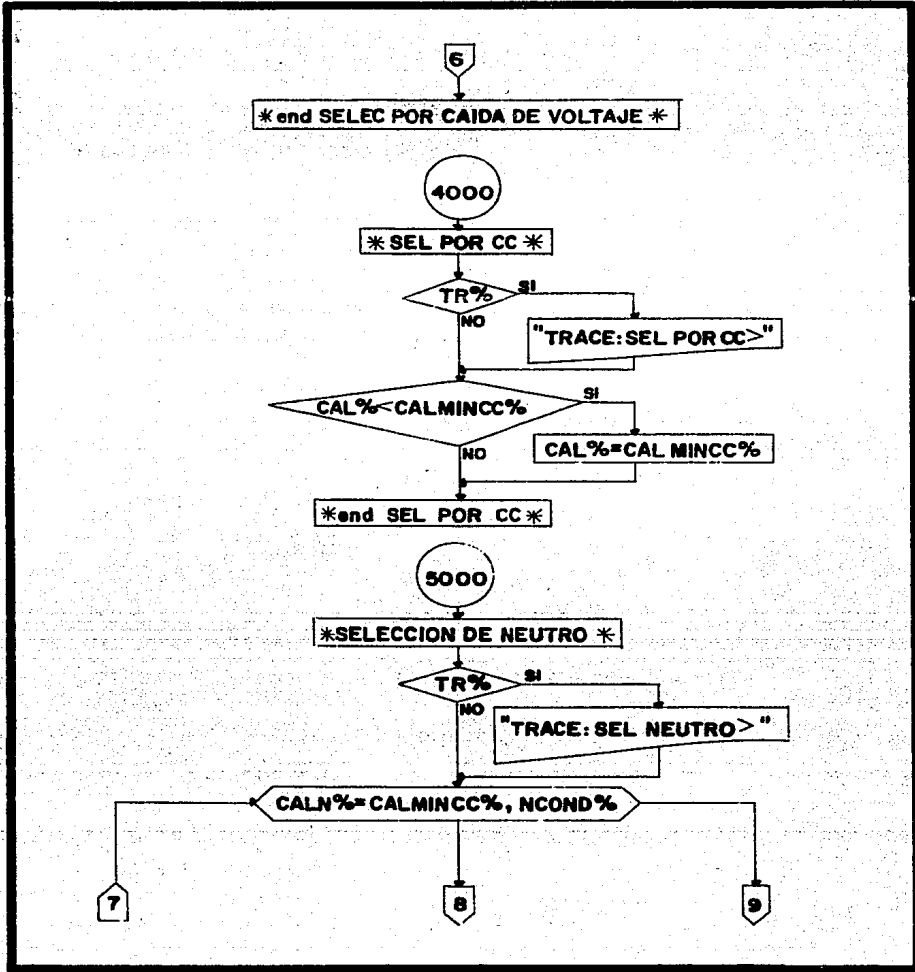 6
*end SELEC POR CAIDA DE VOLTAJE *
4000
* SEL POR CC *
TR%
SI
NO
"TRACE:SEL POR CC>"
CAL%<CALMINCC%
SI
NO
CAL%=CAL MINCC%
*end SEL POR CC*
5000
*SELECCION DE NEUTRO *
TR%
SI
NO
"TRACE: SEL NEUTRO> "
CALN%=CALMINCC%, NCOND%
7
8
9